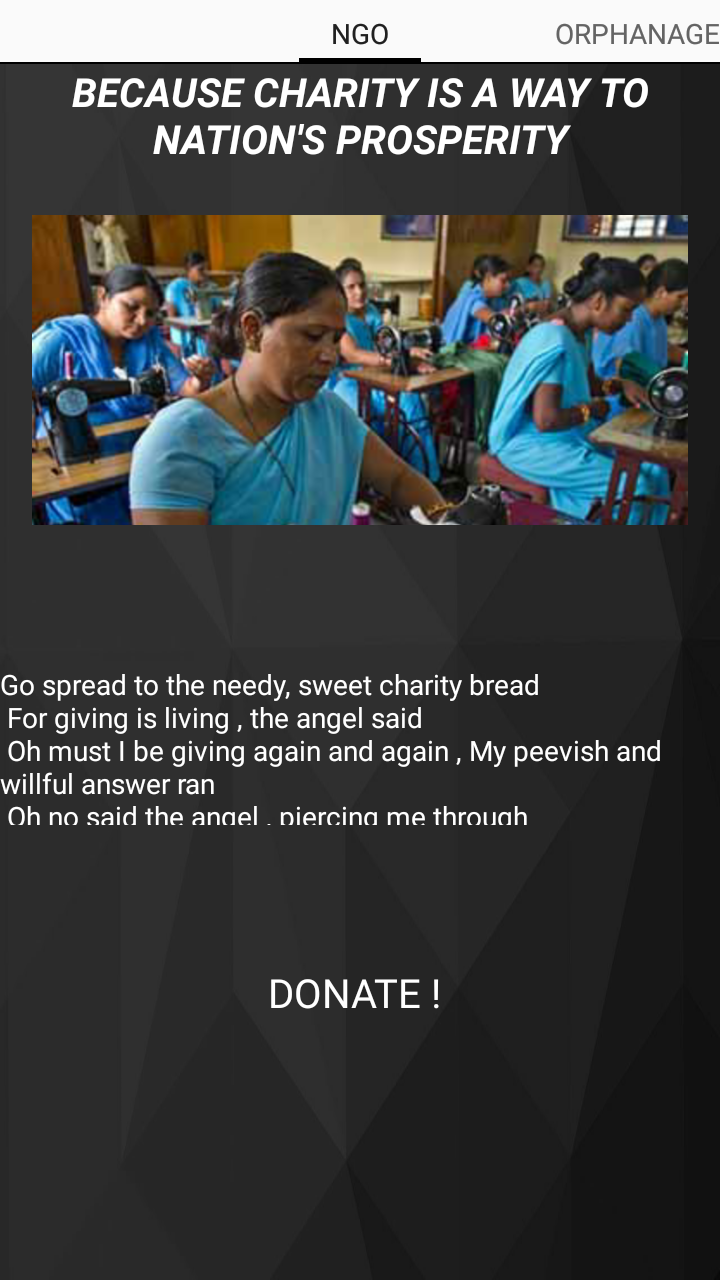 NGO
ORPHANAGE
BECAUSE CHARITY IS A WAY TO
NATION'S PROSPERITY
Go spread to the needy, sweet charity bread
For giving is living , the angel said
Oh must I be giving again and again , My peevish and
willful answer ran
Oh no said the angel , piercing me through
DONATE !